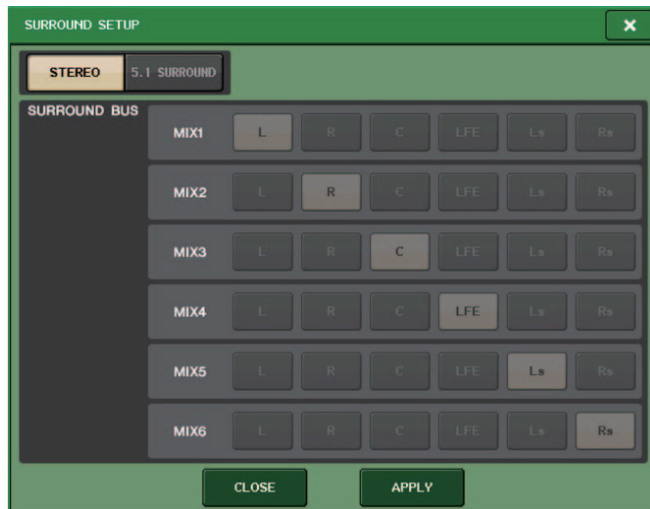 SURROUND SETUP
STEREO 5.1 SURROUND
SURROUND BUS
MIX1 L R C LFE Ls Rs
MIX2 L R C LFE Ls Rs
MIX3 L R C LFE Ls Rs
MIX4 L R C LFE Ls Rs
MIX5 L R C LFE Ls Rs
MIX6 L R C LFE Ls Rs
CLOSE APPLY